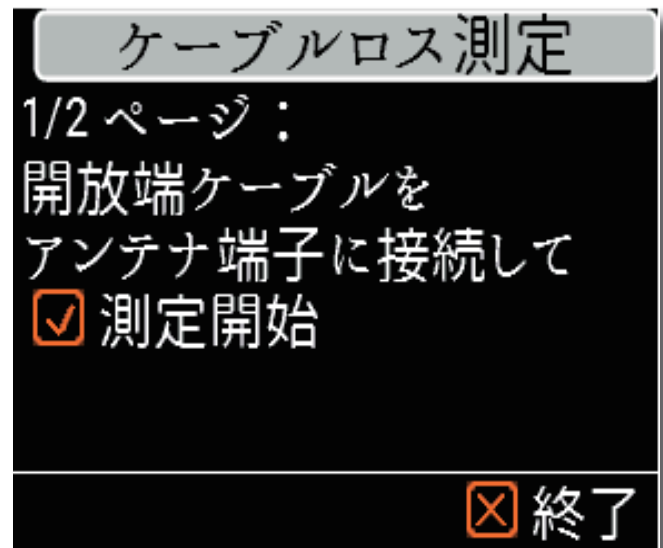 ケーブルロス測定
1/2 ページ：
開放端ケーブルを
アンテナ端子に接続して
☑ 測定開始
☒ 終了